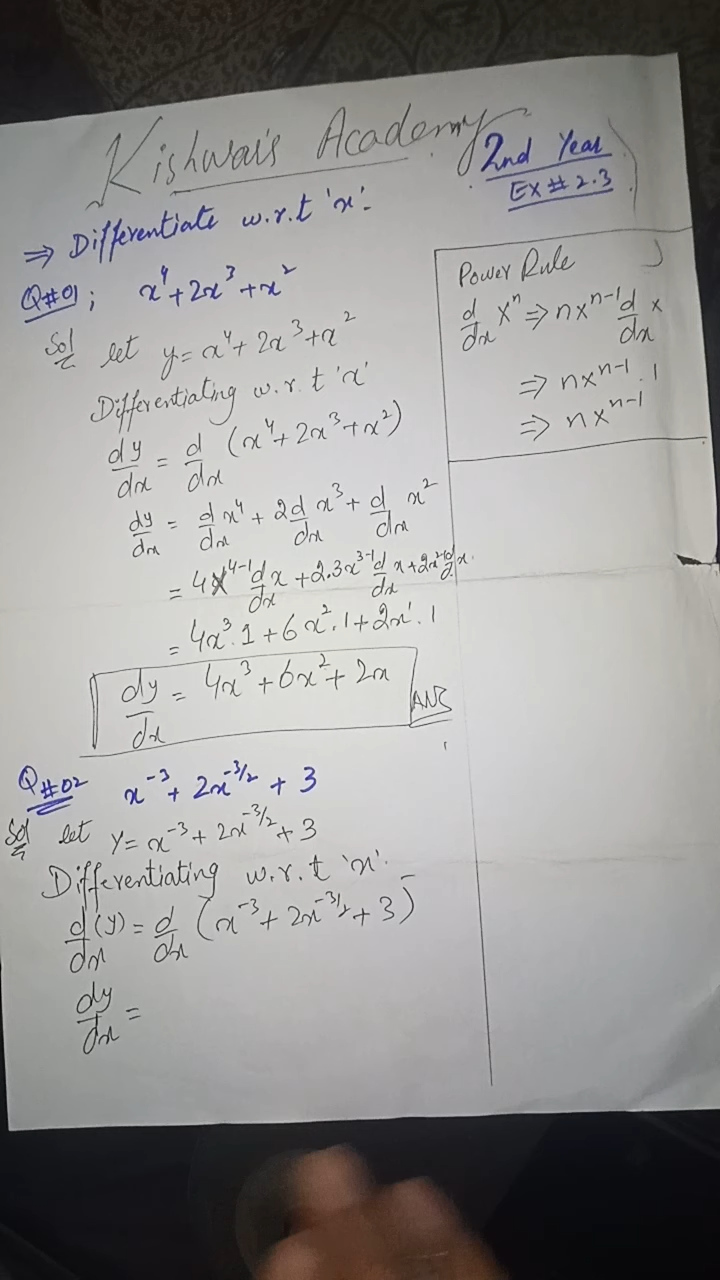 Kishwar's Academy
2nd Year
Ex # 2.3
⇒ Differentiate w.r.t 'x'.
Q#01; x⁴+2x³+x²
Sol let y=x⁴+2x³+x²
Differentiating w.r.t 'x'
dy/dx = d/dx (x⁴+2x³+x²)
dy/dx = d/dx x⁴ + 2d/dx x³ + d/dx x²
= 4x⁴⁻¹ d/dx x + 2.3x³⁻¹ d/dx x + 2x²⁻¹ d/dx x.
= 4x³.1+6x².1+2x¹.1
dy/dx = 4x³+6x²+2x
ANS
Power Rule
d/dx xⁿ ⇒ nxⁿ⁻¹ d/dx x
⇒ nxⁿ⁻¹.1
⇒ nxⁿ⁻¹
Q#02 x⁻³ + 2x^(-3/2) + 3
Sol let Y= x⁻³ + 2x^(-3/2) + 3
Differentiating w.r.t 'x'.
d/dx (y) = d/dx (x⁻³ + 2x^(-3/2) + 3)
dy/dx =